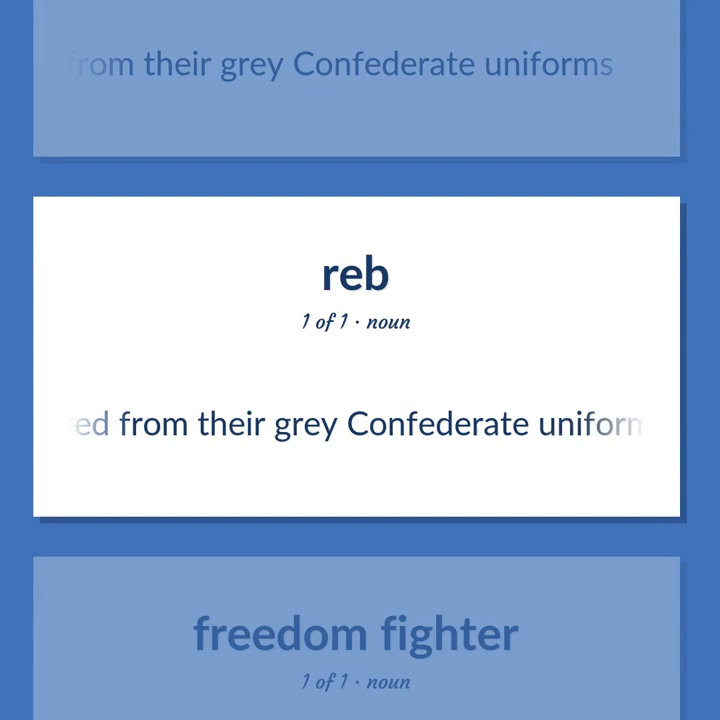 from their grey Confederate uniforms
reb
1 of 1 · noun
from their grey Confederate uniform
freedom fighter
1 of 1 · noun